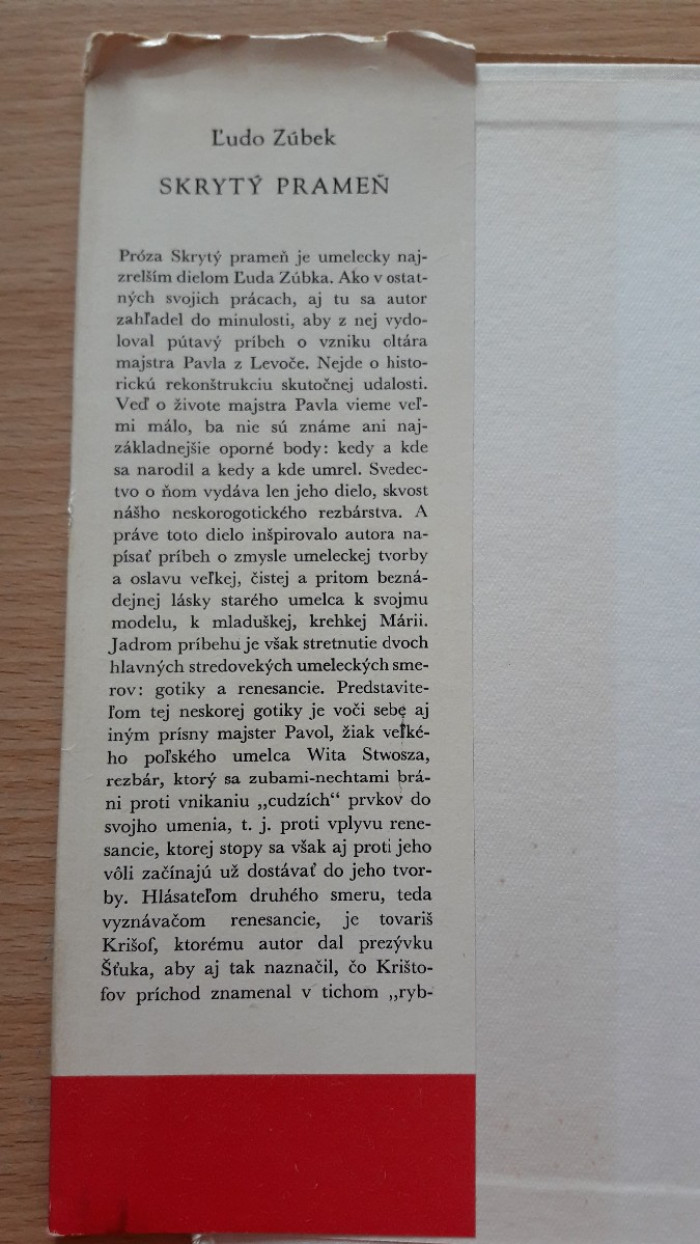 Ľudo Zúbek
SKRYTÝ PRAMEŇ
Próza Skrytý prameň je umelecky naj-
zrelším dielom Ľuda Zúbka. Ako v ostat-
ných svojich prácach, aj tu sa autor
zahľadel do minulosti, aby z nej vydo-
loval pútavý príbeh o vzniku oltára
majstra Pavla z Levoče. Nejde o histo-
rickú rekonštrukciu skutočnej udalosti.
Veď o živote majstra Pavla vieme veľ-
mi málo, ba nie sú známe ani naj-
základnejšie oporné body: kedy a kde
sa narodil a kedy a kde umrel. Svedec-
tvo o ňom vydáva len jeho dielo, skvost
nášho neskorogotického rezbárstva. A
práve toto dielo inšpirovalo autora na-
písať príbeh o zmysle umeleckej tvorby
a oslavu veľkej, čistej a pritom bezná-
dejnej lásky starého umelca k svojmu
modelu, k mladuškej, krehkej Márii.
Jadrom príbehu je však stretnutie dvoch
hlavných stredovekých umeleckých sme-
rov: gotiky a renesancie. Predstavite-
ľom tej neskorej gotiky je voči sebe aj
iným prísny majster Pavol, žiak veľké-
ho poľského umelca Wita Stwosza,
rezbár, ktorý sa zubami-nechtami brá-
ni proti vnikaniu „cudzích“ prvkov do
svojho umenia, t. j. proti vplyvu rene-
sancie, ktorej stopy sa však aj proti jeho
vôli začínajú už dostávať do jeho tvor-
by. Hlásateľom druhého smeru, teda
vyznávačom renesancie, je tovariš
Krišof, ktorému autor dal prezývku
Šťuka, aby aj tak naznačil, čo Krišto-
fov príchod znamenal v tichom „ryb-